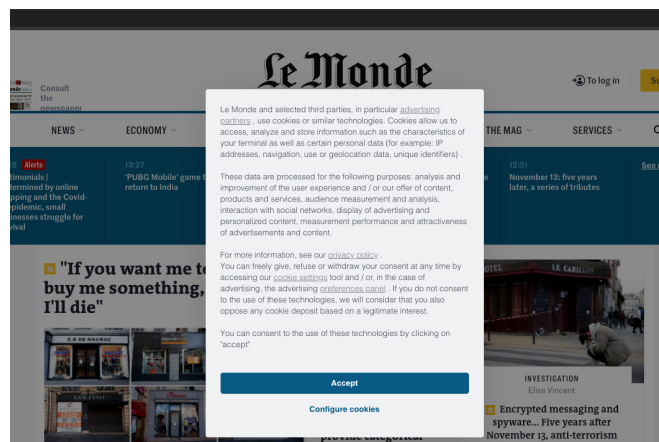 Le Monde
Consult
the
newspaper
To log in
NEWS
ECONOMY
THE MAG
SERVICES
Alerte
13:27
12:51
'PUBG Mobile' game
return to India
November 13: five years
later, a series of tributes
See
online
and the Covid-
small
struggle for
Le Monde and selected third parties, in particular advertising
partners , use cookies or similar technologies. Cookies allow us to
access, analyze and store information such as the characteristics of
your terminal as well as certain personal data (for example: IP
addresses, navigation, use or geolocation data, unique identifiers) .
These data are processed for the following purposes: analysis and
improvement of the user experience and / or our offer of content,
products and services, audience measurement and analysis,
interaction with social networks, display of advertising and
personalized content, measurement performance and attractiveness
of advertisements and content.
For more information, see our privacy policy .
You can freely give, refuse or withdraw your consent at any time by
accessing our cookie settings tool and / or, in the case of
advertising, the advertising preferences panel . If you do not consent
to the use of these technologies, we will consider that you also
oppose any cookie deposit based on a legitimate interest.
You can consent to the use of these technologies by clicking on
"accept"
Accept
Configure cookies
"If you want me to
buy me something,
I'll die"
C.G DE MAURAC
GOLFINO
LE CARILLON
INVESTIGATION
Elise Vincent
Encrypted messaging and
spyware... Five years after
November 13, anti-terrorism
provide categorical